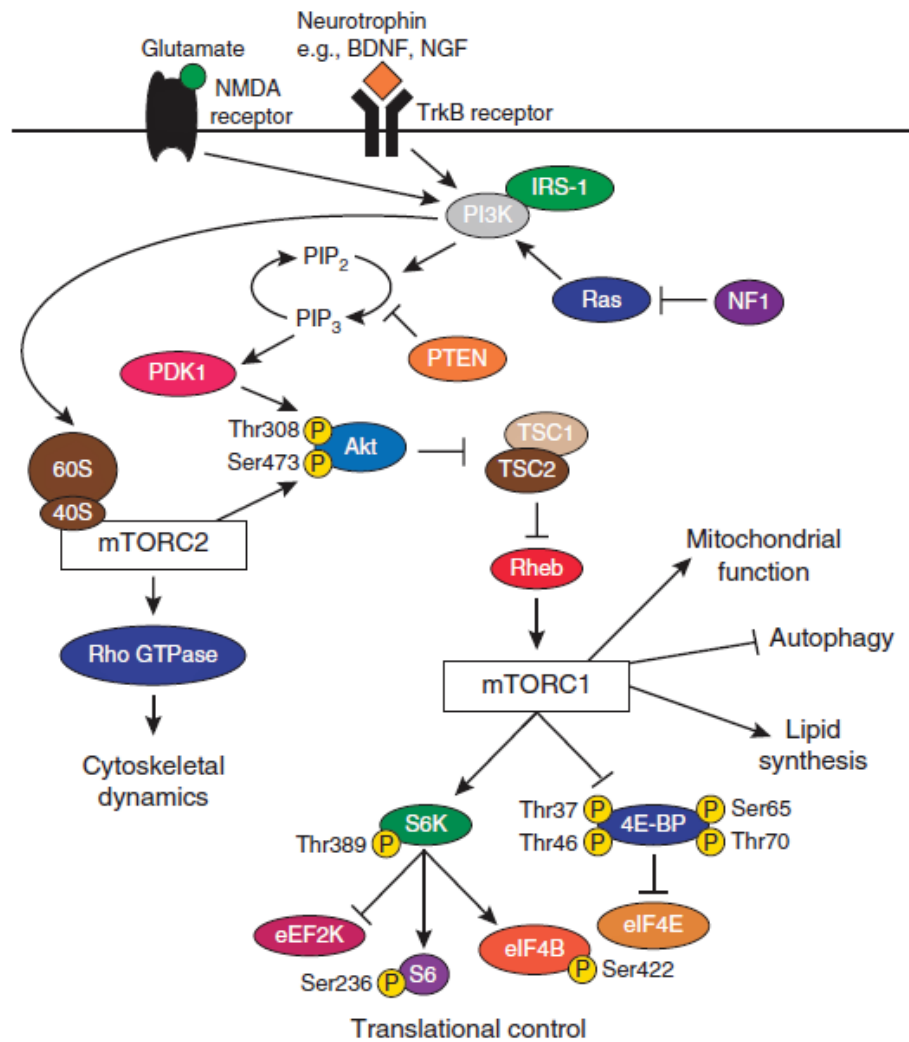 Neurotrophin
e.g., BDNF, NGF
Glutamate
NMDA
receptor
TrkB receptor
IRS-1
PI3K
PIP2
Ras
NF1
PIP3
PTEN
PDK1
Thr308 P
Akt
Ser473 P
TSC1
TSC2
60S
40S
mTORC2
Rheb
Mitochondrial
function
Rho GTPase
Autophagy
mTORC1
Lipid
synthesis
Cytoskeletal
dynamics
Thr37 P
P Ser65
4E-BP
Thr46 P
P Thr70
S6K
Thr389 P
eEF2K
eIF4B
eIF4E
P Ser422
Ser236 P
S6
Translational control